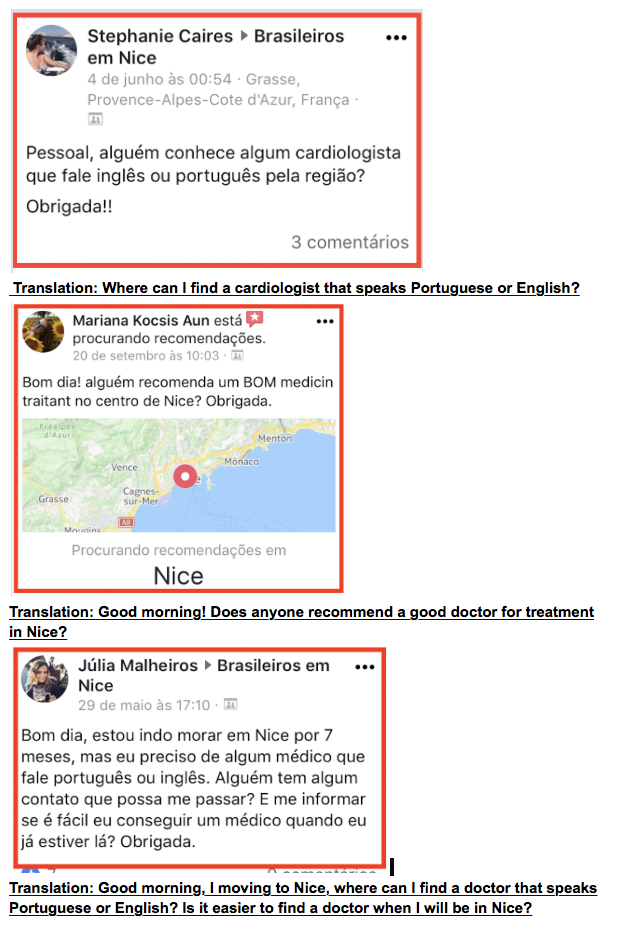 Stephanie Caires ▸ Brasileiros
em Nice
4 de junho às 00:54 · Grasse,
Provence-Alpes-Cote d'Azur, França ·
Pessoal, alguém conhece algum cardiologista
que fale inglês ou português pela região?
Obrigada!!
3 comentários
Translation: Where can I find a cardiologist that speaks Portuguese or English?
Mariana Kocsis Aun está
procurando recomendações.
20 de setembro às 10:03 ·
Bom dia! alguém recomenda um BOM medicin
traitant no centro de Nice? Obrigada.
Préalpes
d'Azur
Menton
Mónaco
Vence
Grasse
Cagnes-
sur-Mer
A8
Mougins
Procurando recomendações em
Nice
Translation: Good morning! Does anyone recommend a good doctor for treatment
in Nice?
Júlia Malheiros ▸ Brasileiros em
Nice
29 de maio às 17:10 ·
Bom dia, estou indo morar em Nice por 7
meses, mas eu preciso de algum médico que
fale português ou inglês. Alguém tem algum
contato que possa me passar? E me informar
se é fácil eu conseguir um médico quando eu
já estiver lá? Obrigada.
Translation: Good morning, I moving to Nice, where can I find a doctor that speaks
Portuguese or English? Is it easier to find a doctor when I will be in Nice?